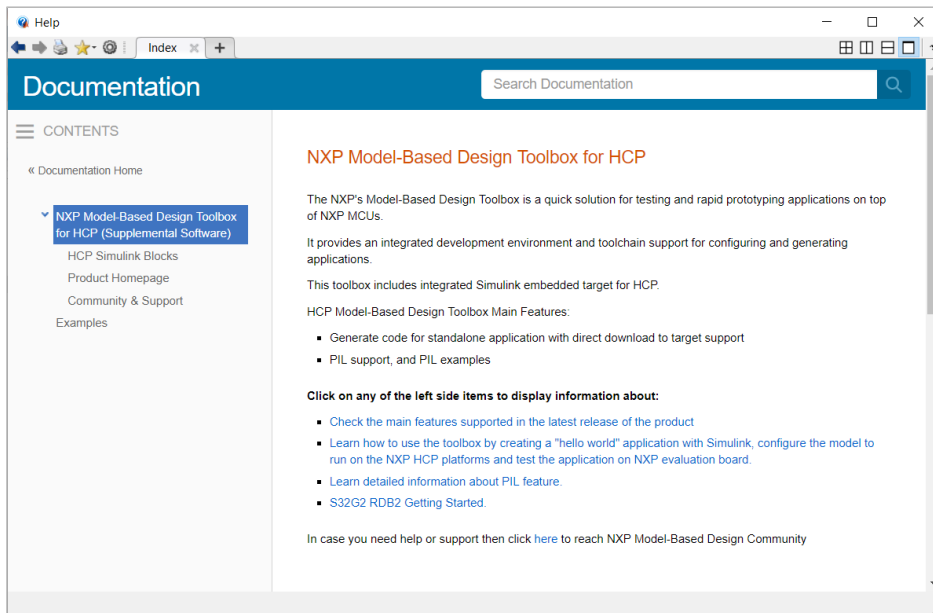 Help
Index
Documentation
Search Documentation
CONTENTS
« Documentation Home
NXP Model-Based Design Toolbox
for HCP (Supplemental Software)
HCP Simulink Blocks
Product Homepage
Community & Support
Examples
NXP Model-Based Design Toolbox for HCP
The NXP's Model-Based Design Toolbox is a quick solution for testing and rapid prototyping applications on top
of NXP MCUs.
It provides an integrated development environment and toolchain support for configuring and generating
applications.
This toolbox includes integrated Simulink embedded target for HCP.
HCP Model-Based Design Toolbox Main Features:
Generate code for standalone application with direct download to target support
PIL support, and PIL examples
Click on any of the left side items to display information about:
Check the main features supported in the latest release of the product
Learn how to use the toolbox by creating a "hello world" application with Simulink, configure the model to
run on the NXP HCP platforms and test the application on NXP evaluation board.
Learn detailed information about PIL feature.
S32G2 RDB2 Getting Started.
In case you need help or support then click here to reach NXP Model-Based Design Community